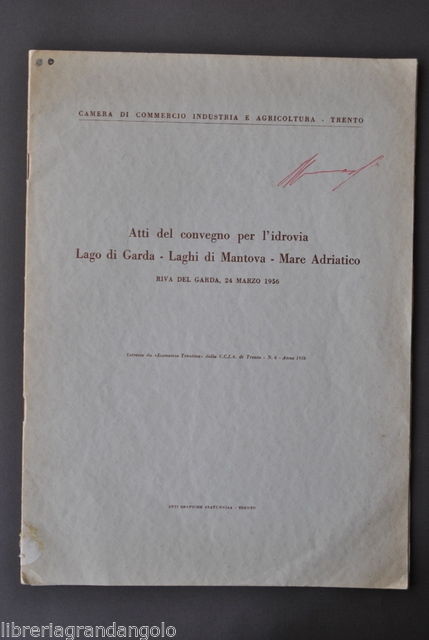 CAMERA DI COMMERCIO INDUSTRIA E AGRICOLTURA - TRENTO
Atti del convegno per l'idrovia
Lago di Garda - Laghi di Mantova - Mare Adriatico
RIVA DEL GARDA, 24 MARZO 1956
Estratto da «Economia Trentina» della C.C.I.A. di Trento - N. 6 - Anno 1956
ARTI GRAFICHE SATURNIA - TRENTO
libreriagrandangolo